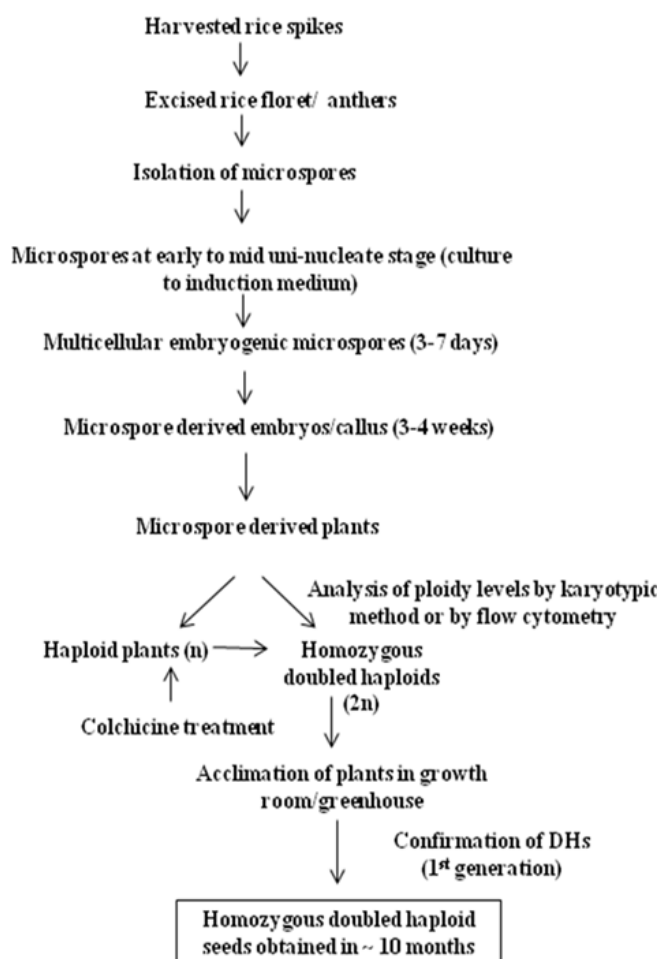 Harvested rice spikes
Excised rice floret/ anthers
Isolation of microspores
Microspores at early to mid uni-nucleate stage (culture
to induction medium)
Multicellular embryogenic microspores (3-7 days)
Microspore derived embryos/callus (3-4 weeks)
Microspore derived plants
Analysis of ploidy levels by karyotypic
method or by flow cytometry
Haploid plants (n)
Homozygous
doubled haploids
(2n)
Colchicine treatment
Acclimation of plants in growth
room/greenhouse
Confirmation of DHs
(1st generation)
Homozygous doubled haploid
seeds obtained in ~ 10 months